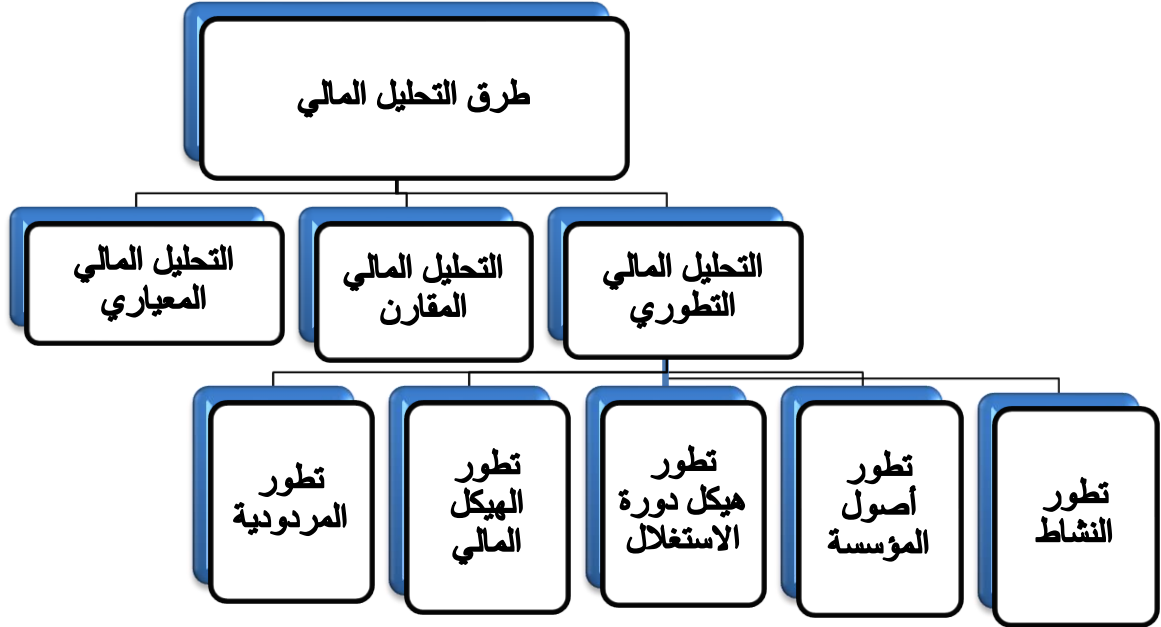 طرق التحليل المالي
التحليل المالي
التطوري
التحليل المالي
المقارن
التحليل المالي
المعياري
تطور
النشاط
تطور
أصول
المؤسسة
تطور
هيكل دورة
الاستغلال
تطور
الهيكل
المالي
تطور
المردودية